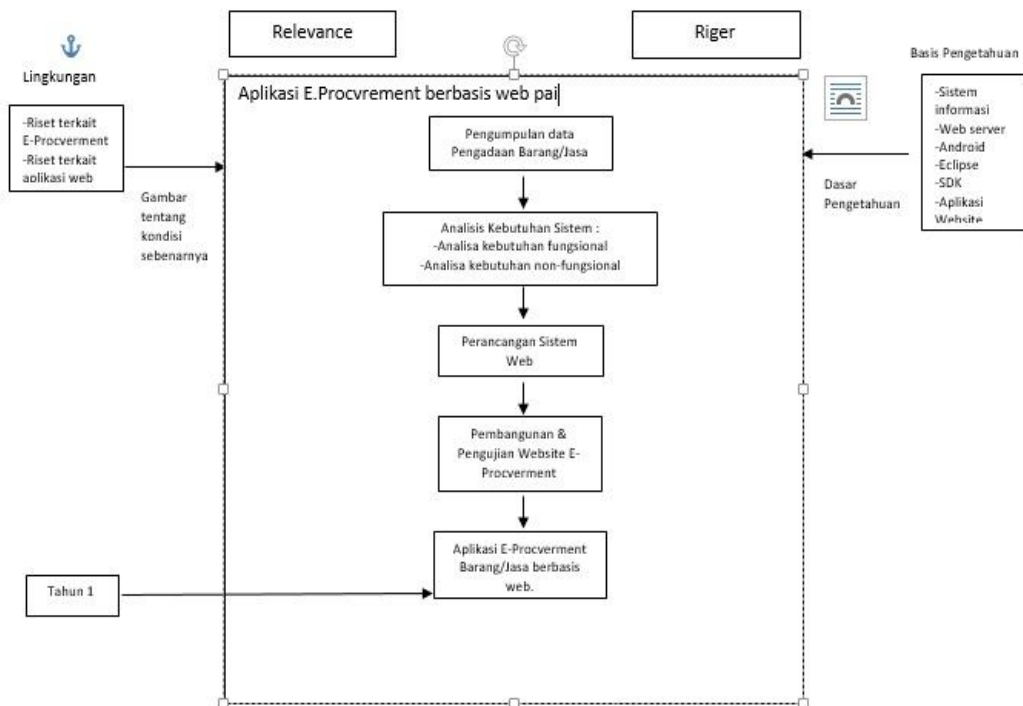 Relevance
Riger
Lingkungan
Basis Pengetahuan
-Riset terkait
E-Procverment
-Riset terkait
aplikasi web
Gambar
tentang
kondisi
sebenarnya
Aplikasi E.Procvrement berbasis web pai
Pengumpulan data
Pengadaan Barang/Jasa
Analisis Kebutuhan Sistem :
-Analisa kebutuhan fungsional
-Analisa kebutuhan non-fungsional
Perancangan Sistem
Web
Pembangunan &
Pengujian Website E-
Procverment
Aplikasi E-Procverment
Barang/Jasa berbasis
web.
Tahun 1
Dasar
Pengetahuan
-Sistem
informasi
-Web server
-Android
-Eclipse
-SDK
-Aplikasi
Website